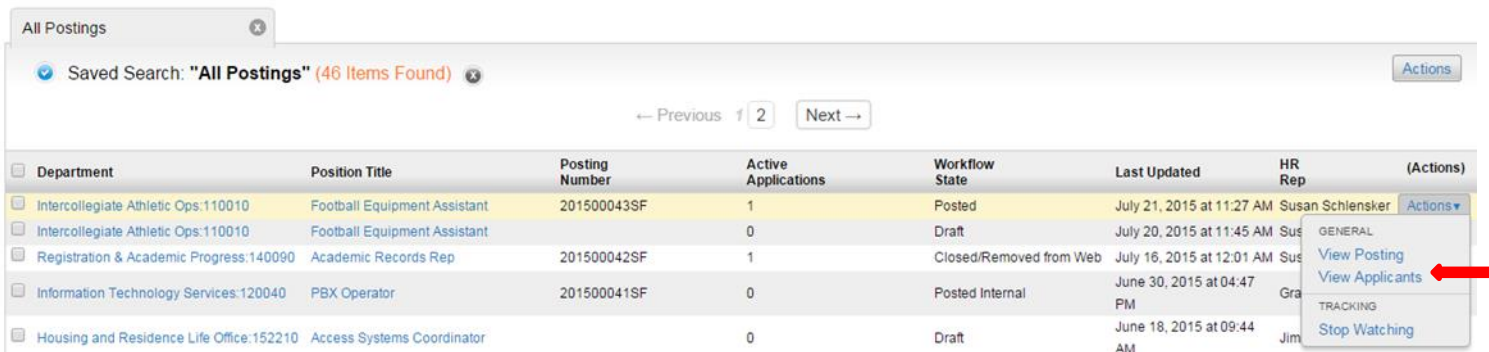 All Postings
Saved Search: "All Postings" (46 Items Found)
Actions
← Previous 1 2 Next →
Department Position Title Posting Number Active Applications Workflow State Last Updated HR Rep (Actions)
Intercollegiate Athletic Ops:110010 Football Equipment Assistant 201500043SF 1 Posted July 21, 2015 at 11:27 AM Susan Schlensker Actions▾
Intercollegiate Athletic Ops:110010 Football Equipment Assistant 0 Draft July 20, 2015 at 11:45 AM Sus
Registration & Academic Progress:140090 Academic Records Rep 201500042SF 1 Closed/Removed from Web July 16, 2015 at 12:01 AM Sus
Information Technology Services:120040 PBX Operator 201500041SF 0 Posted Internal June 30, 2015 at 04:47 PM Gra
Housing and Residence Life Office:152210 Access Systems Coordinator 0 Draft June 18, 2015 at 09:44 AM Jim
GENERAL
View Posting
View Applicants
TRACKING
Stop Watching